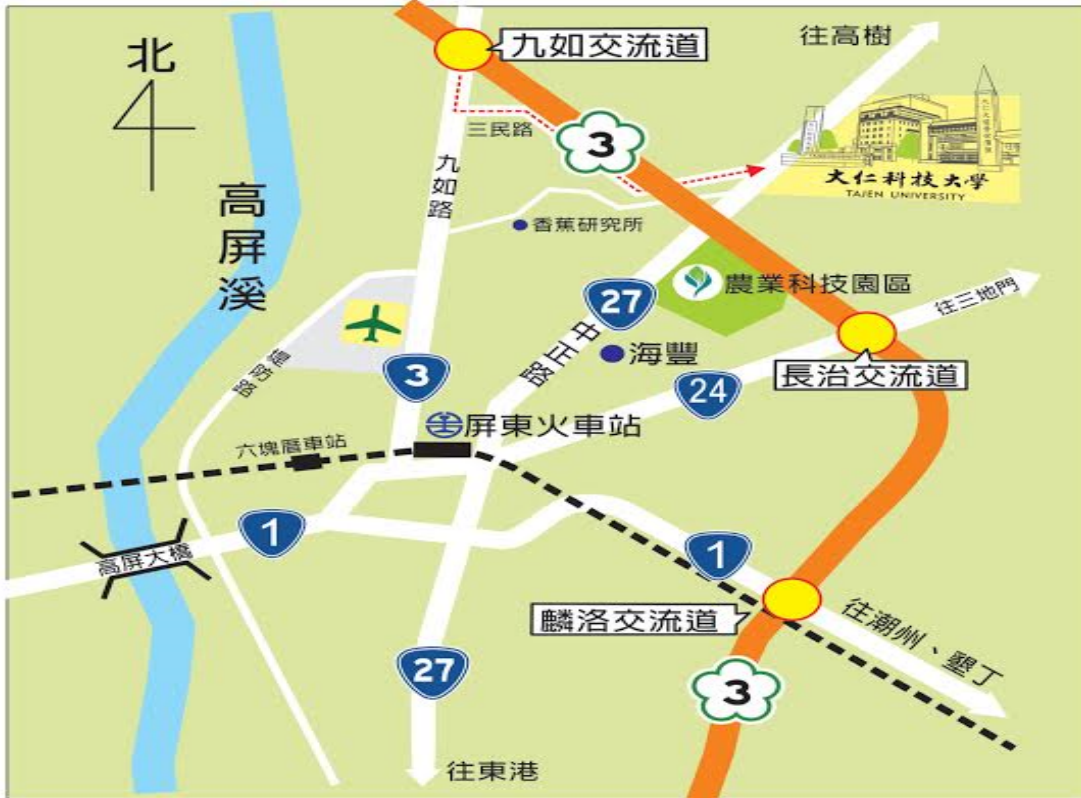 北
九如交流道
往高樹
三民路
3
大仁科技大學
TAJEN UNIVERSITY
九如路
高屏溪
香蕉研究所
農業科技園區
27
中正路
往三地門
海豐
長治交流道
堤防路
3
24
屏東火車站
六塊厝車站
1
高屏大橋
1
麟洛交流道
往潮州、墾丁
27
3
往東港